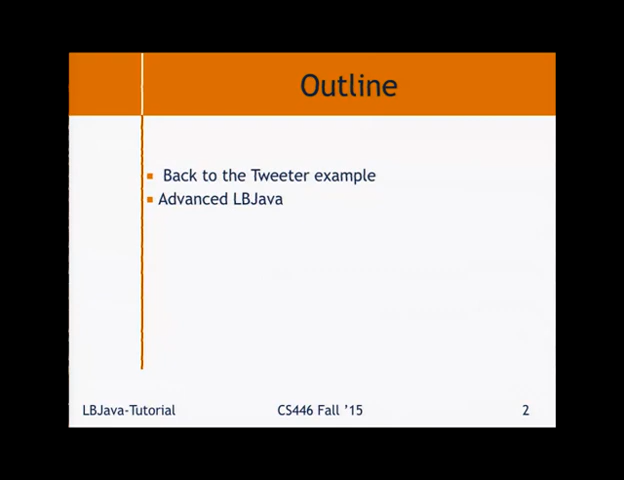 Outline
Back to the Tweeter example
Advanced LBJava
LBJava-Tutorial
CS446 Fall '15
2